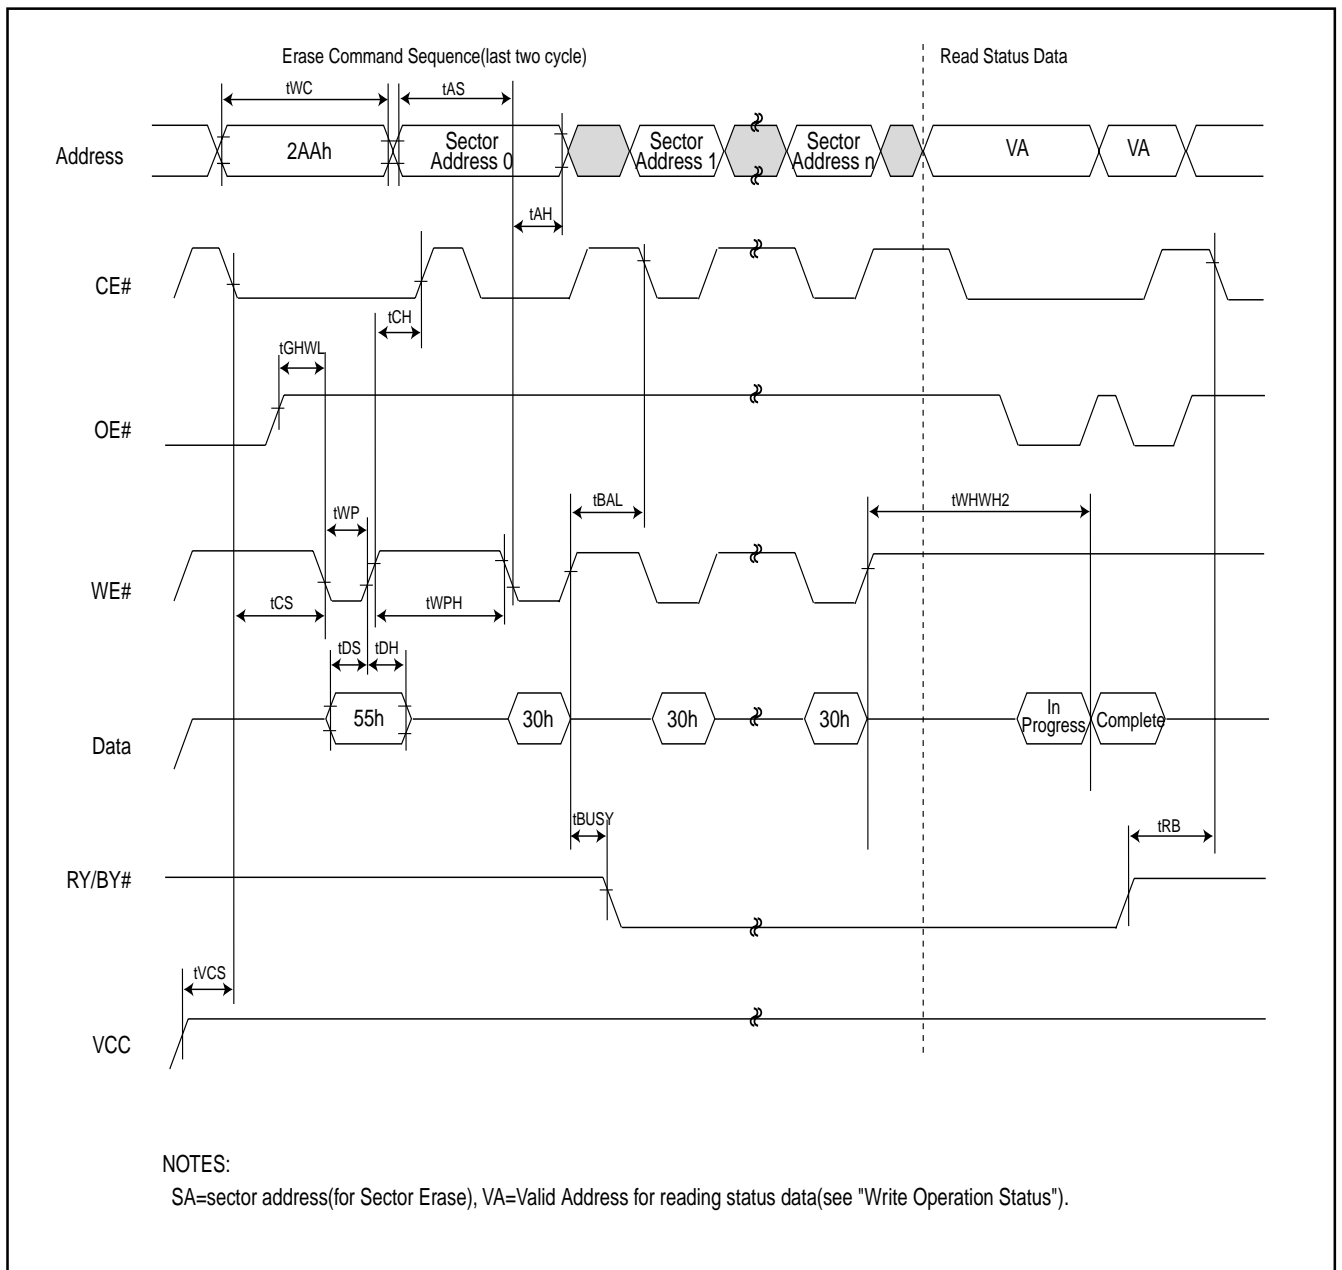 Erase Command Sequence(last two cycle)
Read Status Data
tWC
tAS
Address
2AAh
Sector
Address 0
Sector
Address 1
Sector
Address n
VA
VA
tAH
CE#
tCH
tGHWL
OE#
tBAL
tWHWH2
tWP
WE#
tCS
tWPH
tDS
tDH
Data
55h
30h
30h
30h
In
Progress
Complete
tBUSY
tRB
RY/BY#
tVCS
VCC
NOTES:
SA=sector address(for Sector Erase), VA=Valid Address for reading status data(see "Write Operation Status").